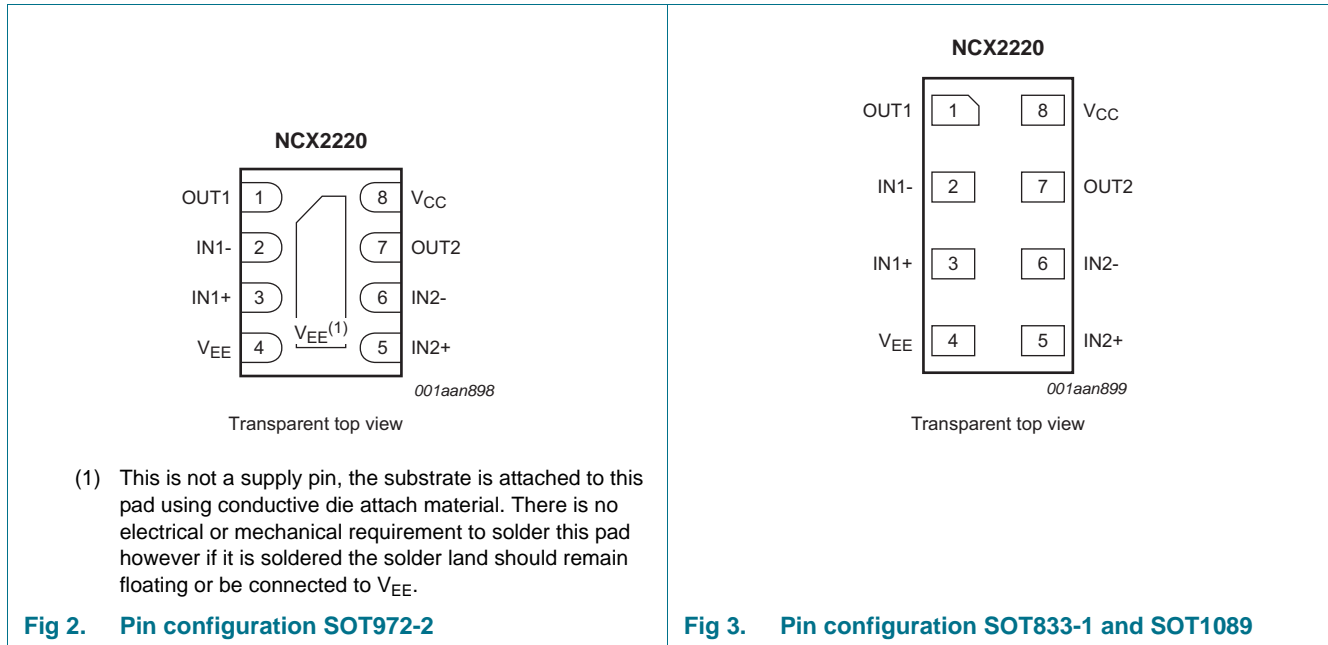 NCX2220
OUT1 1 8 VCC
IN1- 2 7 OUT2
IN1+ 3 6 IN2-
VEE 4 VEE(1) 5 IN2+
001aan898
Transparent top view
(1) This is not a supply pin, the substrate is attached to this
pad using conductive die attach material. There is no
electrical or mechanical requirement to solder this pad
however if it is soldered the solder land should remain
floating or be connected to VEE.
Fig 2. Pin configuration SOT972-2
NCX2220
OUT1 1 8 VCC
IN1- 2 7 OUT2
IN1+ 3 6 IN2-
VEE 4 5 IN2+
001aan899
Transparent top view
Fig 3. Pin configuration SOT833-1 and SOT1089